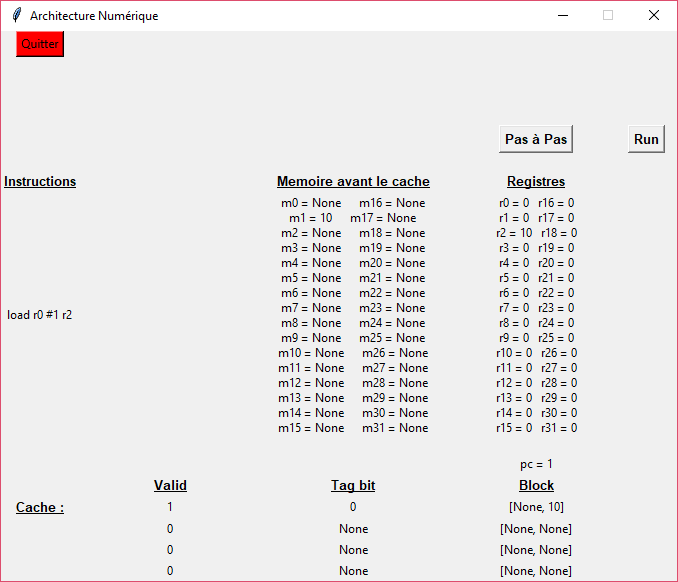 Architecture Numérique
Quitter
Pas à Pas Run
Instructions Memoire avant le cache Registres
m0 = None m16 = None r0 = 0 r16 = 0
m1 = 10 m17 = None r1 = 0 r17 = 0
m2 = None m18 = None r2 = 10 r18 = 0
m3 = None m19 = None r3 = 0 r19 = 0
m4 = None m20 = None r4 = 0 r20 = 0
m5 = None m21 = None r5 = 0 r21 = 0
m6 = None m22 = None r6 = 0 r22 = 0
m7 = None m23 = None r7 = 0 r23 = 0
load r0 #1 r2
m8 = None m24 = None r8 = 0 r24 = 0
m9 = None m25 = None r9 = 0 r25 = 0
m10 = None m26 = None r10 = 0 r26 = 0
m11 = None m27 = None r11 = 0 r27 = 0
m12 = None m28 = None r12 = 0 r28 = 0
m13 = None m29 = None r13 = 0 r29 = 0
m14 = None m30 = None r14 = 0 r30 = 0
m15 = None m31 = None r15 = 0 r31 = 0
pc = 1
Valid Tag bit Block
Cache : 1 0 [None, 10]
0 None [None, None]
0 None [None, None]
0 None [None, None]